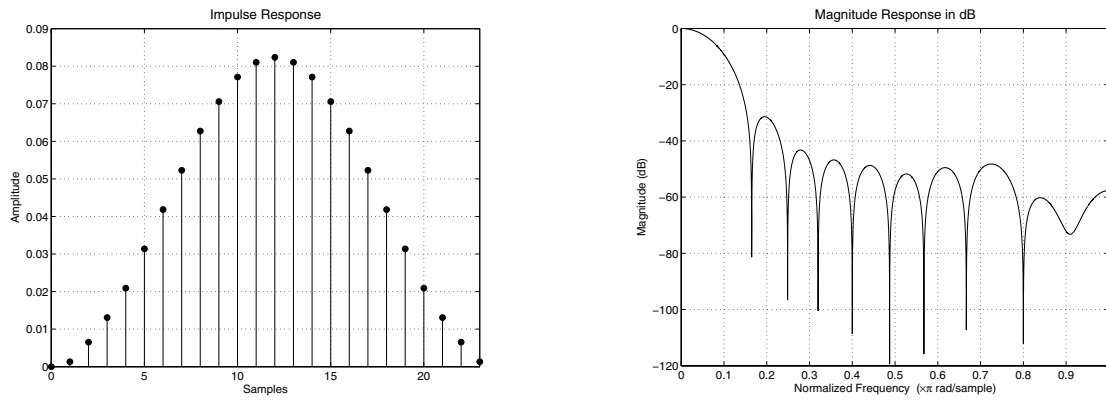 Impulse Response
0.09
0.08
0.07
0.06
0.05
0.04
0.03
0.02
0.01
0
Amplitude
0 5 10 15 20
Samples
Magnitude Response in dB
0
−20
−40
−60
−80
−100
−120
Magnitude (dB)
0 0.1 0.2 0.3 0.4 0.5 0.6 0.7 0.8 0.9
Normalized Frequency (×π rad/sample)